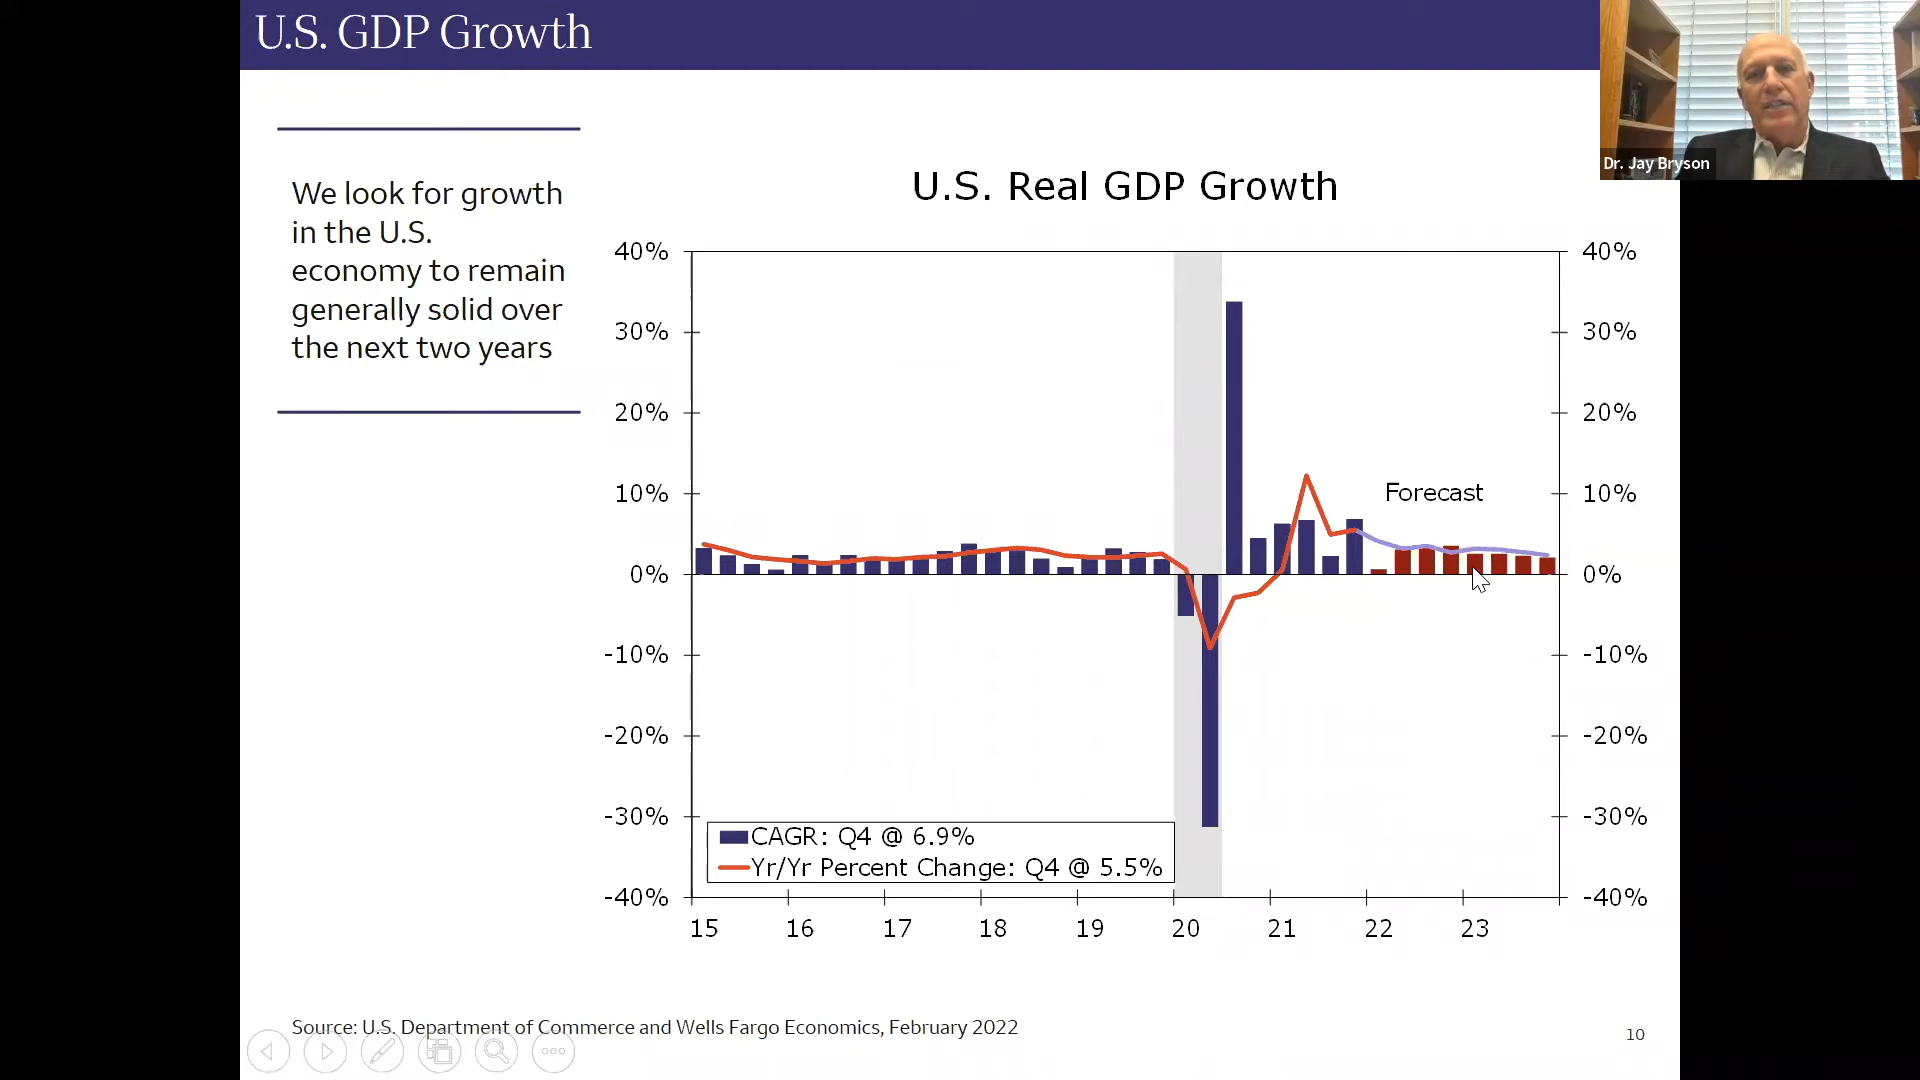 U.S. GDP Growth
Dr. Jay Bryson
We look for growth
in the U.S.
economy to remain
generally solid over
the next two years
U.S. Real GDP Growth
40% 40%
30% 30%
20% 20%
Forecast
10% 10%
0% 0%
-10% -10%
-20% -20%
-30% -30%
CAGR: Q4 @ 6.9%
Yr/Yr Percent Change: Q4 @ 5.5%
-40% -40%
15 16 17 18 19 20 21 22 23
Source: U.S. Department of Commerce and Wells Fargo Economics, February 2022
10